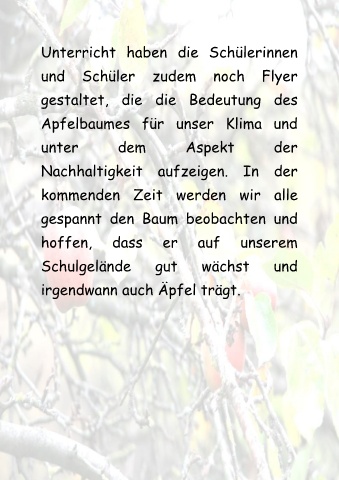 Unterricht haben die Schülerinnen
und Schüler zudem noch Flyer
gestaltet, die die Bedeutung des
Apfelbaumes für unser Klima und
unter dem Aspekt der
Nachhaltigkeit aufzeigen. In der
kommenden Zeit werden wir alle
gespannt den Baum beobachten und
hoffen, dass er auf unserem
Schulgelände gut wächst und
irgendwann auch Äpfel trägt.